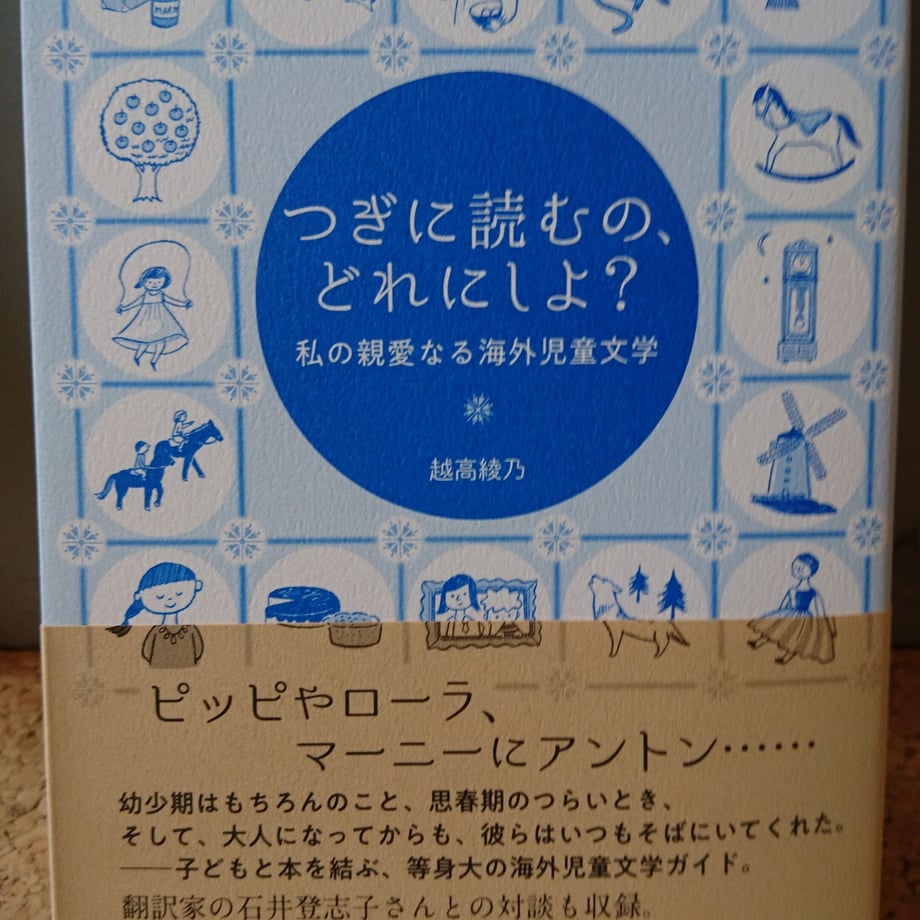 つぎに読むの、
どれにしよ?
私の親愛なる海外児童文学
越高綾乃
ピッピやローラ、
マーニーにアントン……
幼少期はもちろんのこと、思春期のつらいとき、
そして、大人になってからも、彼らはいつもそばにいてくれた。
――子どもと本を結ぶ、等身大の海外児童文学ガイド。
翻訳家の石井登志子さんとの対談も収録。